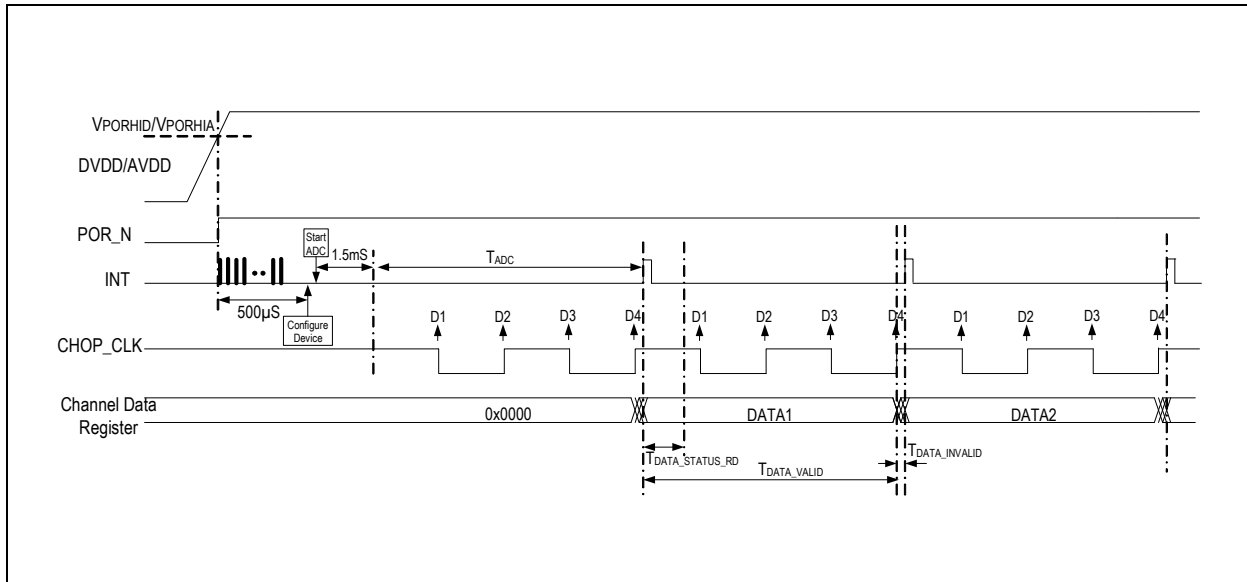 VPORHID/VPORHIA
DVDD/AVDD
POR_N
Start
ADC
1.5mS
TADC
INT
500µS
Configure
Device
D1 D2 D3 D4 D1 D2 D3 D4 D1 D2 D3 D4
CHOP_CLK
Channel Data
Register
0x0000 DATA1 DATA2
TDATA_STATUS_RD
TDATA_INVALID
TDATA_VALID